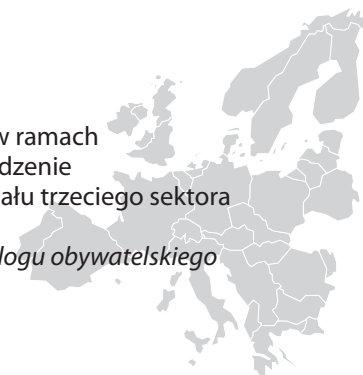 w ramach
dzenie
ału trzeciego sektora
logu obywatelskiego